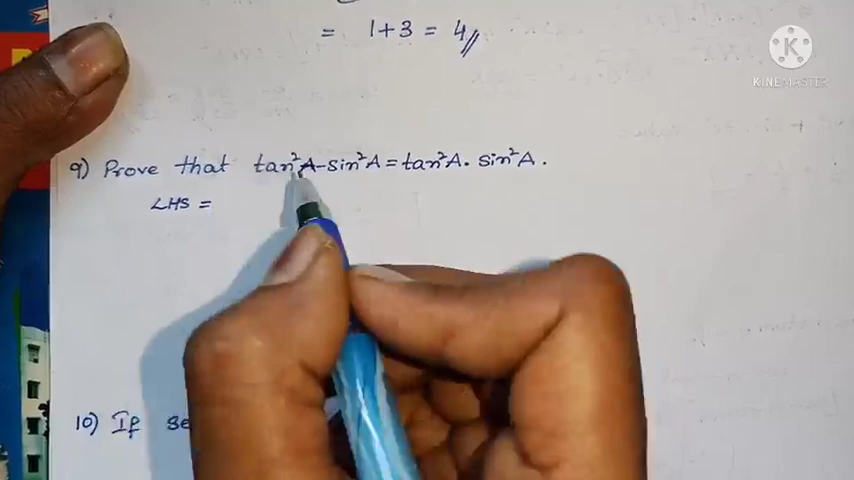 = 1+3 = 4//
KINEMASTER
9) Prove that tan²A-sin²A = tan²A. sin²A.
LHS =
10) If